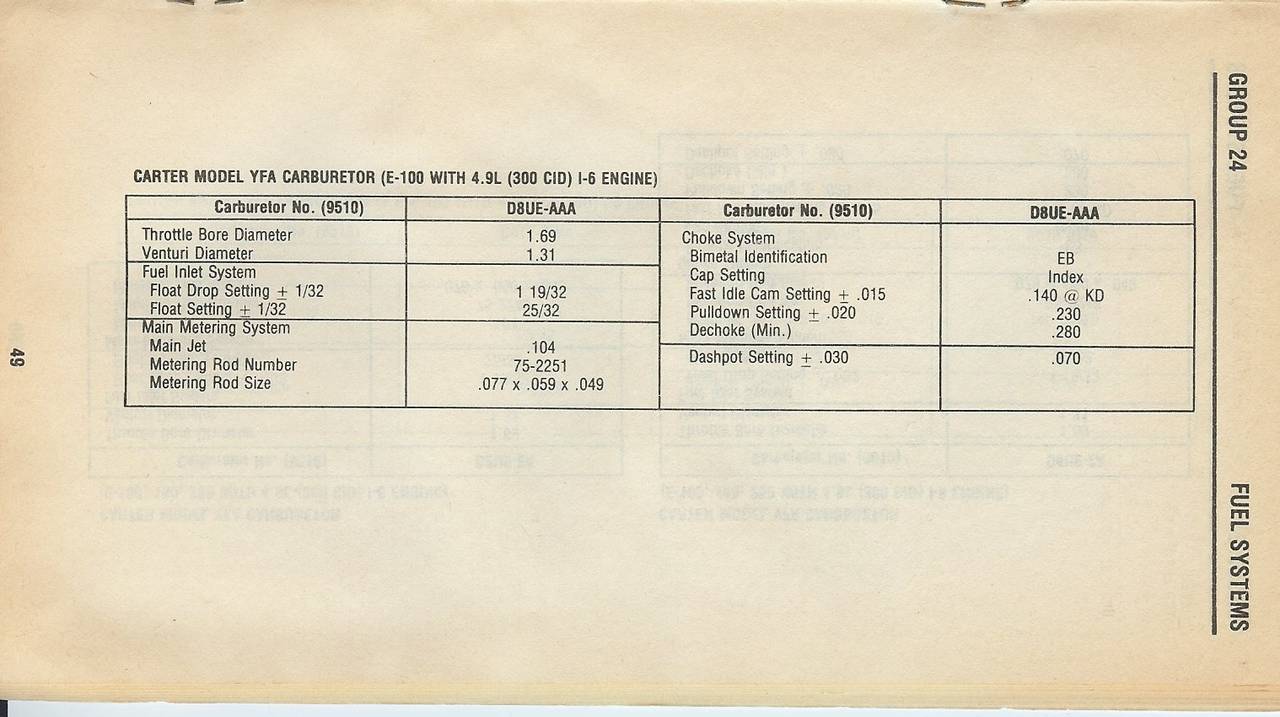 GROUP 24
FUEL SYSTEMS
CARTER MODEL YFA CARBURETOR (E-100 WITH 4.9L (300 CID) I-6 ENGINE)
Carburetor No. (9510) D8UE-AAA
Throttle Bore Diameter 1.69
Venturi Diameter 1.31
Fuel Inlet System
Float Drop Setting ± 1/32 1 19/32
Float Setting ± 1/32 25/32
Main Metering System
Main Jet .104
Metering Rod Number 75-2251
Metering Rod Size .077 x .059 x .049
Carburetor No. (9510) D8UE-AAA
Choke System
Bimetal Identification EB
Cap Setting Index
Fast Idle Cam Setting ± .015 .140 @ KD
Pulldown Setting ± .020 .230
Dechoke (Min.) .280
Dashpot Setting ± .030 .070
49